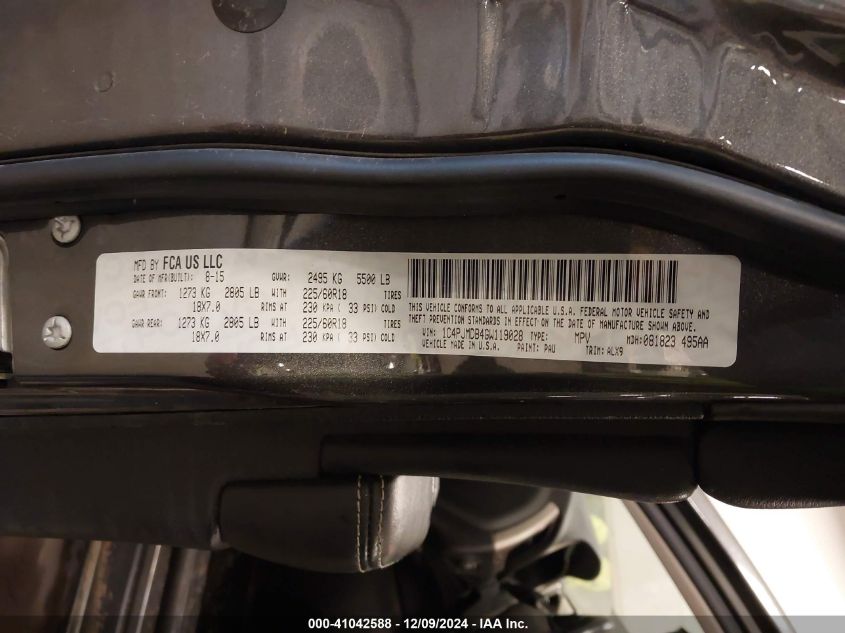 MFD BY FCA US LLC
DATE OF MFR(BUILT): 8-15 GVWR: 2495 KG 5500 LB
GAWR FRONT: 1273 KG 2805 LB WITH 225/60R18 TIRES
18X7.0 RIMS AT 230 KPA ( 33 PSI) COLD
GAWR REAR: 1273 KG 2805 LB WITH 225/60R18 TIRES
18X7.0 RIMS AT 230 KPA ( 33 PSI) COLD
THIS VEHICLE CONFORMS TO ALL APPLICABLE U.S.A. FEDERAL MOTOR VEHICLE SAFETY AND
THEFT PREVENTION STANDARDS IN EFFECT ON THE DATE OF MANUFACTURE SHOWN ABOVE.
VIN: 1C4PJMCB4GW119028 TYPE: MPV MDH: 081823 495AA
VEHICLE MADE IN U.S.A. PAINT: PAU TRIM: ALX9
000-41042588 - 12/09/2024 - IAA Inc.